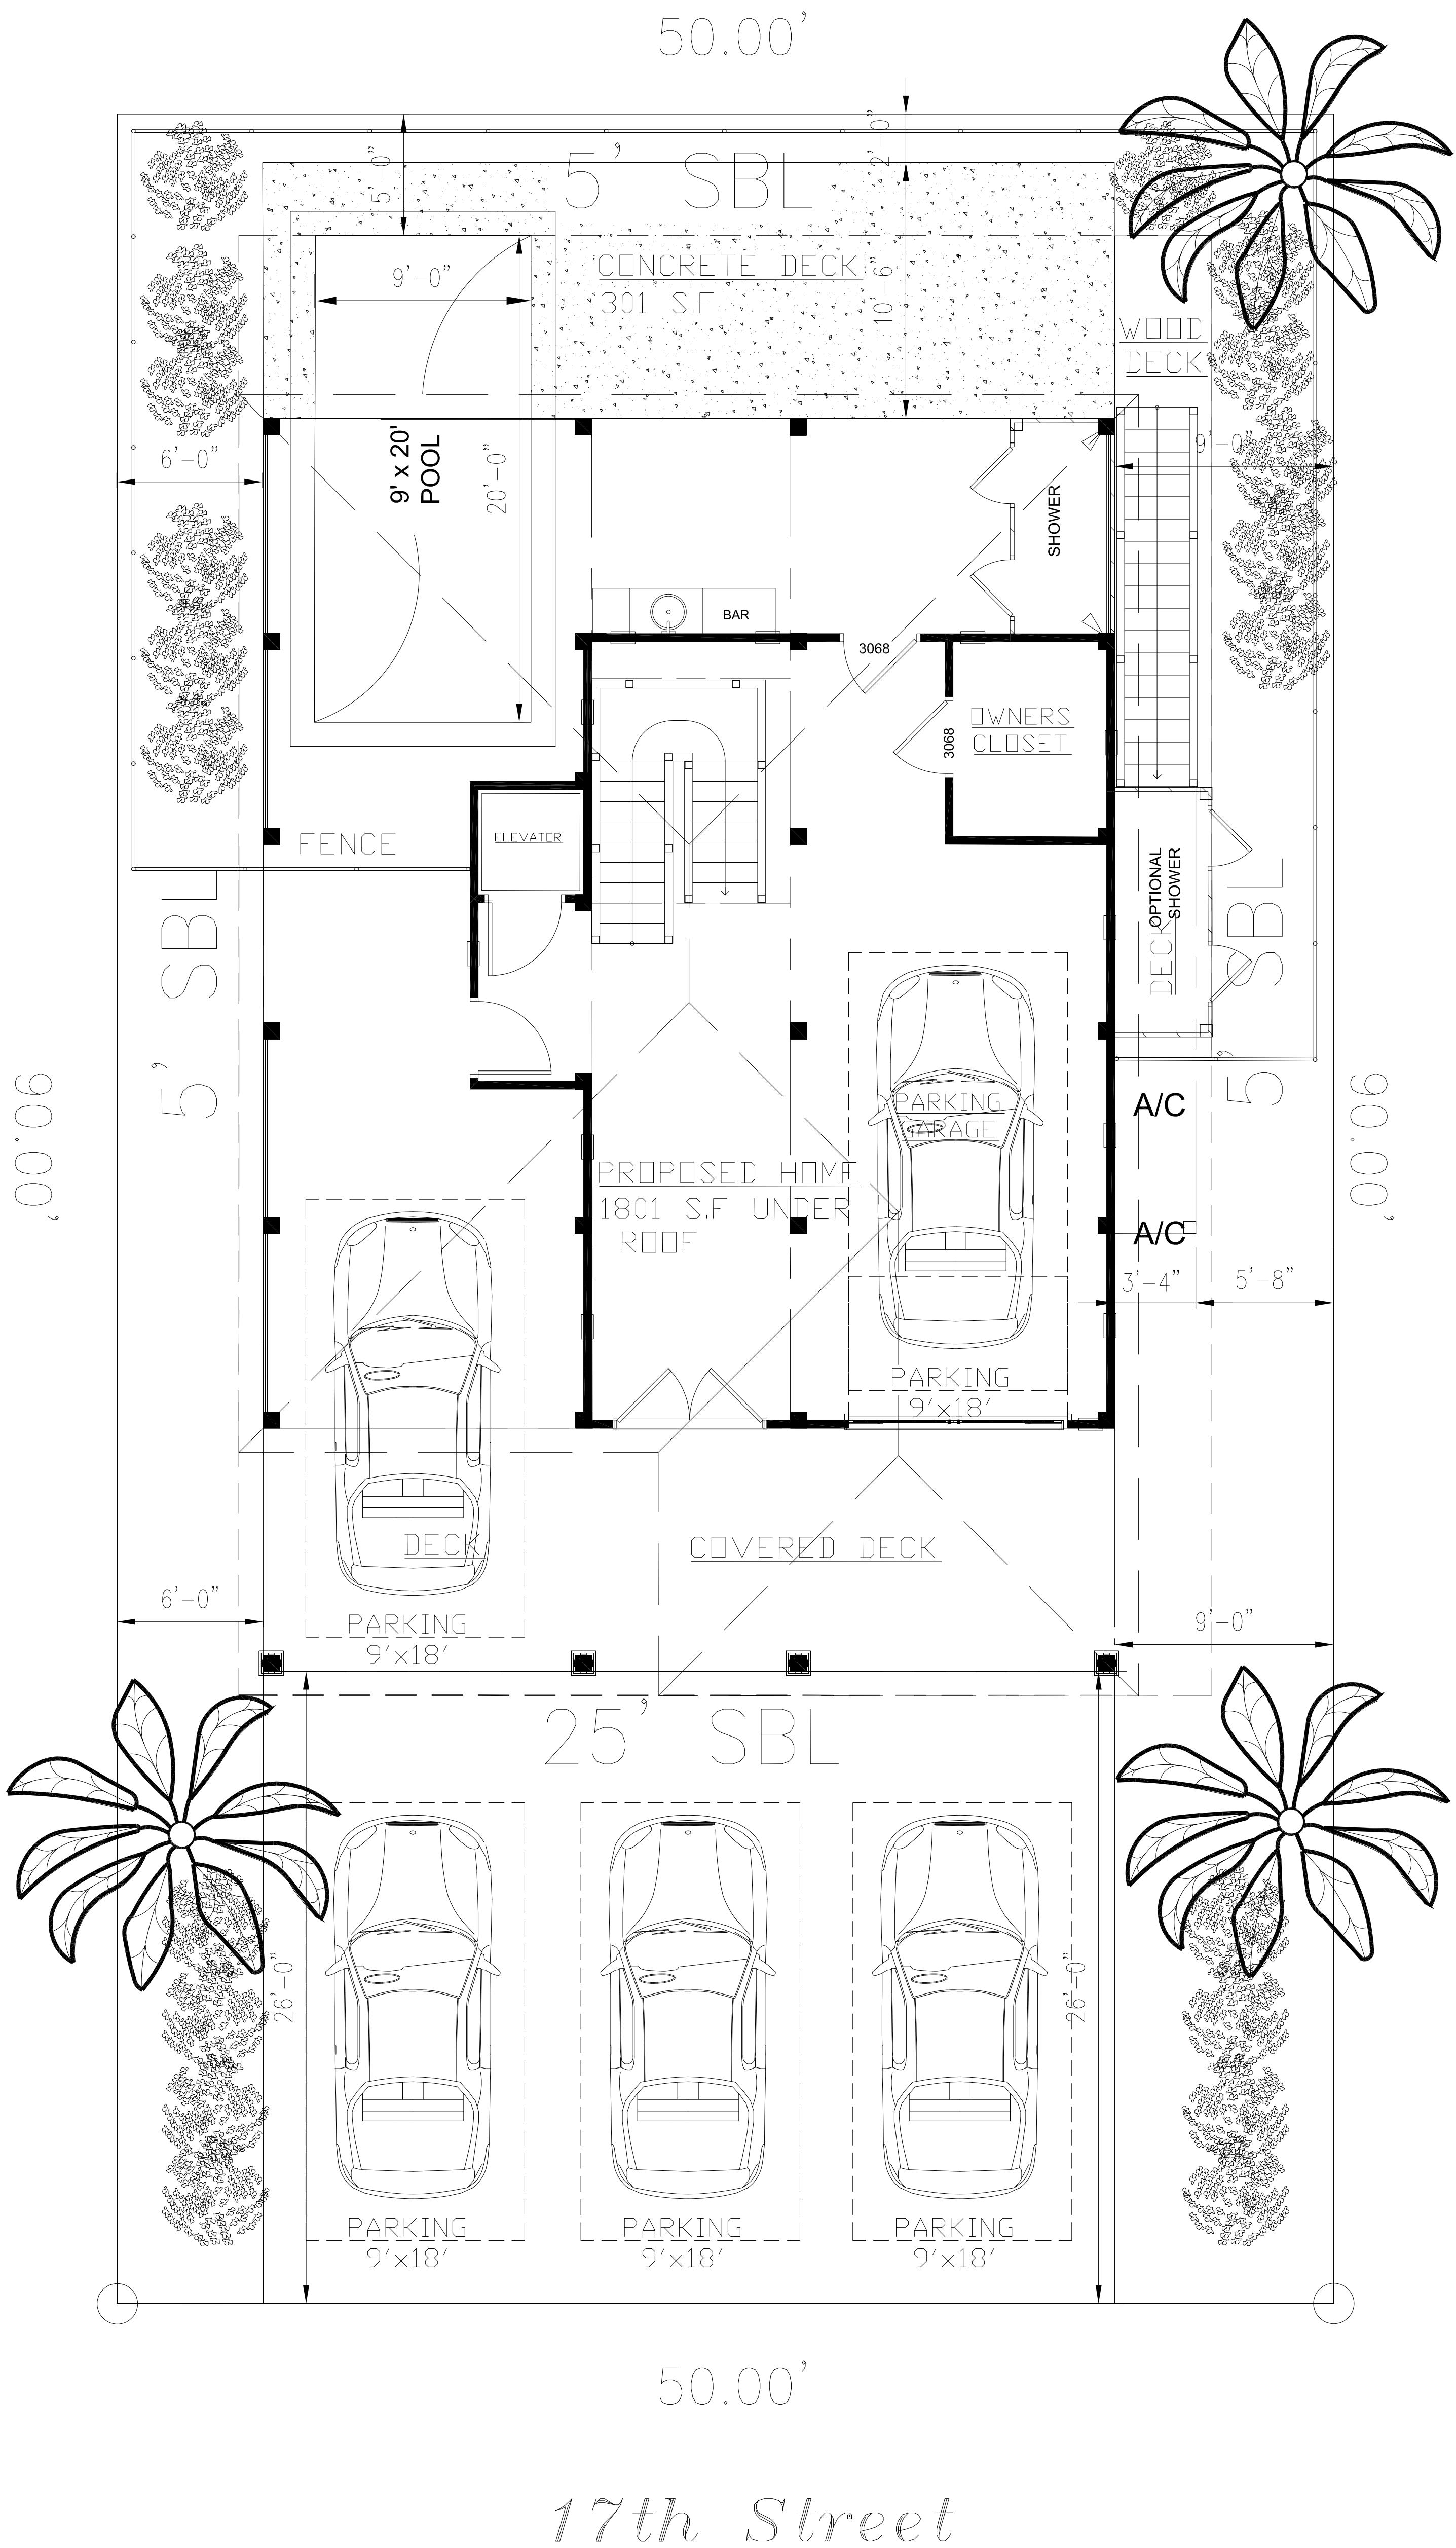 50.00'
5' SBL
5'-0"
2'-0"
CONCRETE DECK
301 S.F
9'-0"
10'-6"
WOOD
DECK
9' x 20'
POOL
20'-0"
6'-0"
9'-0"
SHOWER
BAR
3068
3068
OWNERS
CLOSET
ELEVATOR
FENCE
OPTIONAL
SHOWER
DECK
5' SBL
5' SBL
90.00'
90.00'
A/C
A/C
PARKING
GARAGE
PROPOSED HOME
1801 S.F UNDER
ROOF
3'-4"
5'-8"
PARKING
9'x18'
DECK
COVERED DECK
6'-0"
9'-0"
PARKING
9'x18'
25' SBL
26'-0"
26'-0"
PARKING
9'x18'
PARKING
9'x18'
PARKING
9'x18'
50.00'
17th Street